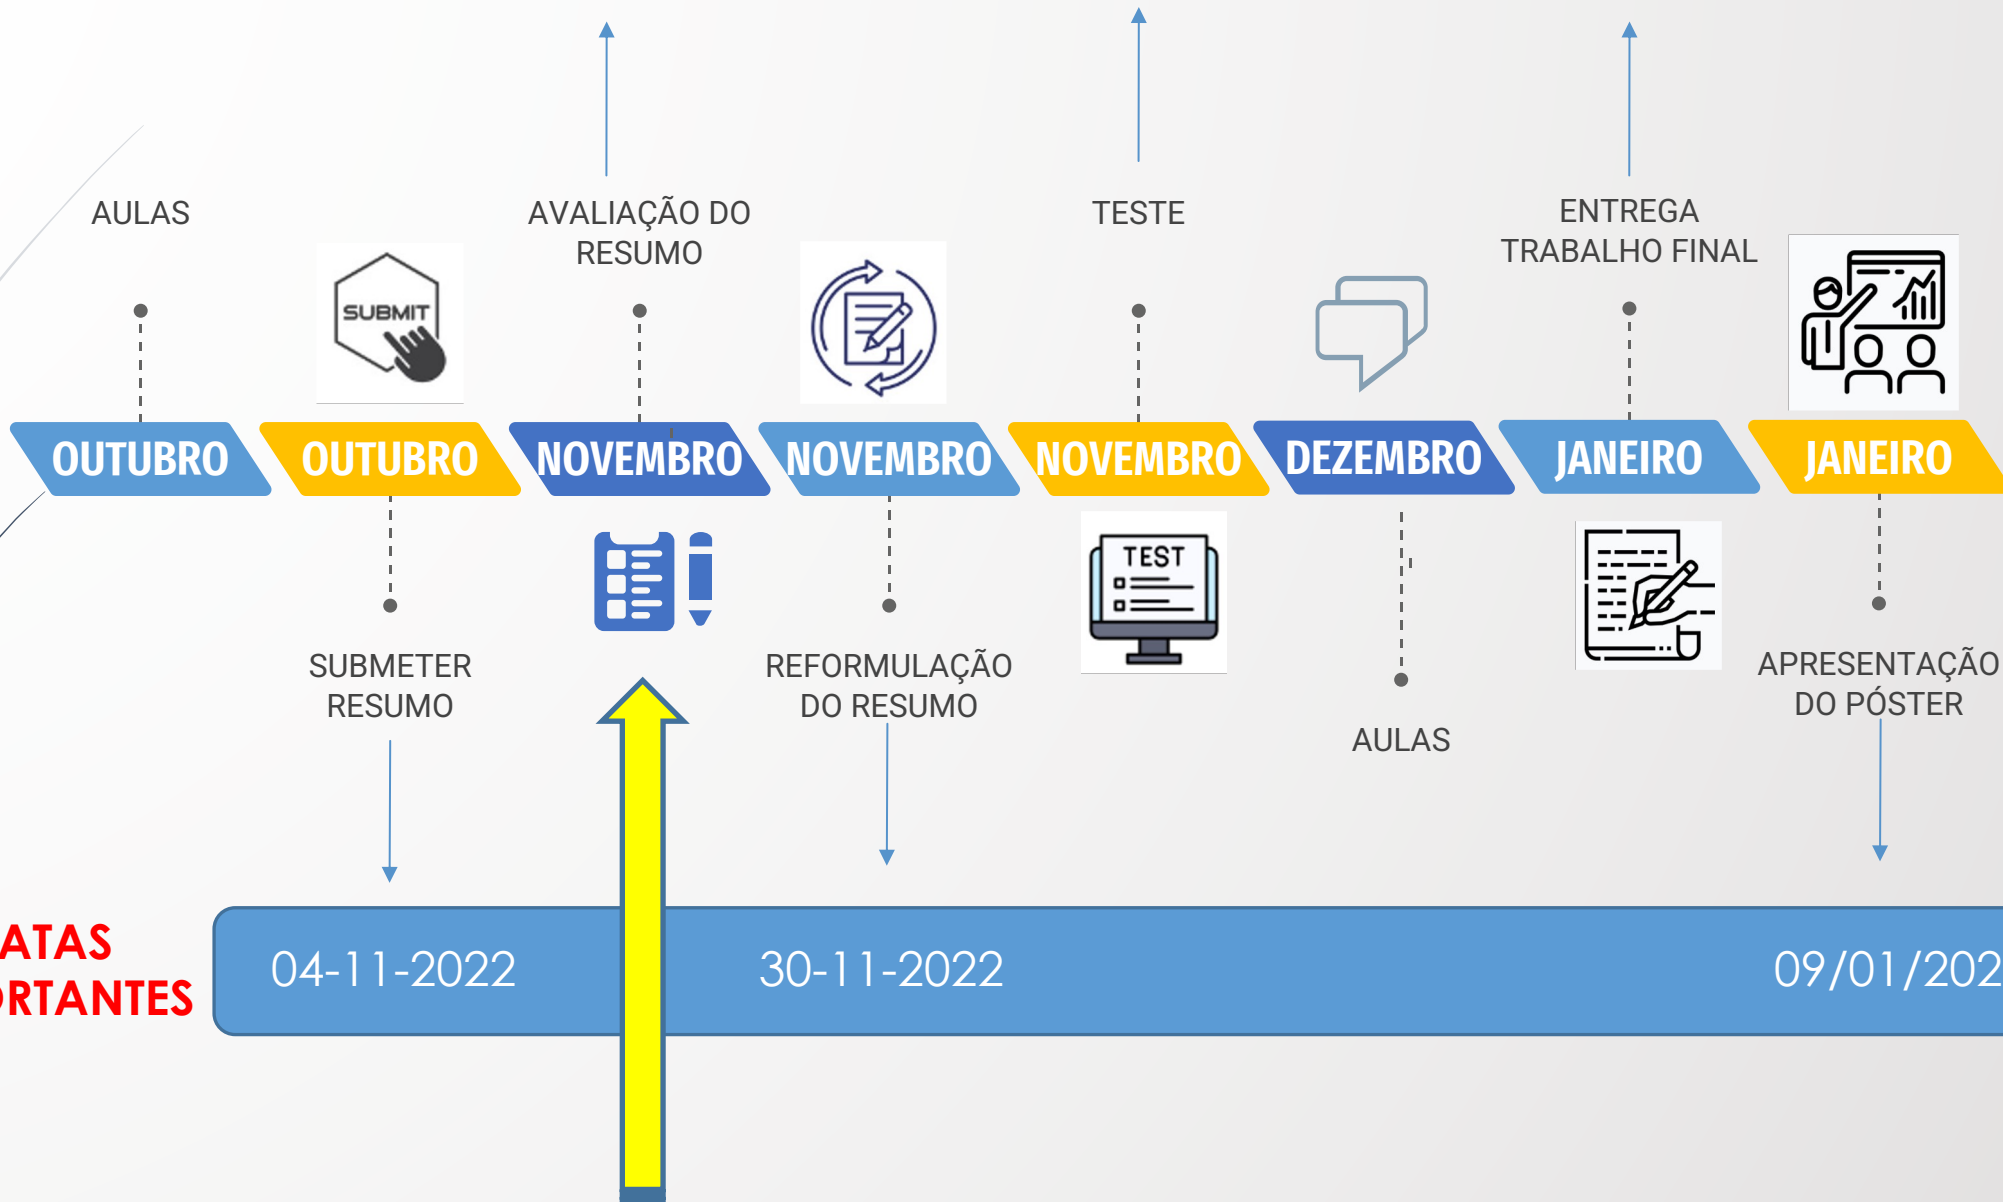 AULAS
AVALIAÇÃO DO
RESUMO
TESTE
ENTREGA
TRABALHO FINAL
SUBMIT
OUTUBRO
OUTUBRO
NOVEMBRO
NOVEMBRO
NOVEMBRO
DEZEMBRO
JANEIRO
JANEIRO
TEST
SUBMETER
RESUMO
REFORMULAÇÃO
DO RESUMO
AULAS
APRESENTAÇÃO
DO PÓSTER
ATAS
ORTANTES
04-11-2022
30-11-2022
09/01/202